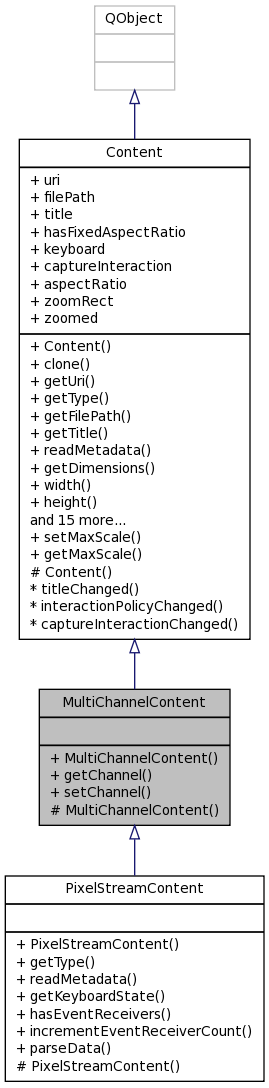 QObject
Content
+ uri
+ filePath
+ title
+ hasFixedAspectRatio
+ keyboard
+ captureInteraction
+ aspectRatio
+ zoomRect
+ zoomed
+ Content()
+ clone()
+ getUri()
+ getType()
+ getFilePath()
+ getTitle()
+ readMetadata()
+ getDimensions()
+ width()
+ height()
and 15 more...
+ setMaxScale()
+ getMaxScale()
# Content()
* titleChanged()
* interactionPolicyChanged()
* captureInteractionChanged()
MultiChannelContent
+ MultiChannelContent()
+ getChannel()
+ setChannel()
# MultiChannelContent()
PixelStreamContent
+ PixelStreamContent()
+ getType()
+ readMetadata()
+ getKeyboardState()
+ hasEventReceivers()
+ incrementEventReceiverCount()
+ parseData()
# PixelStreamContent()